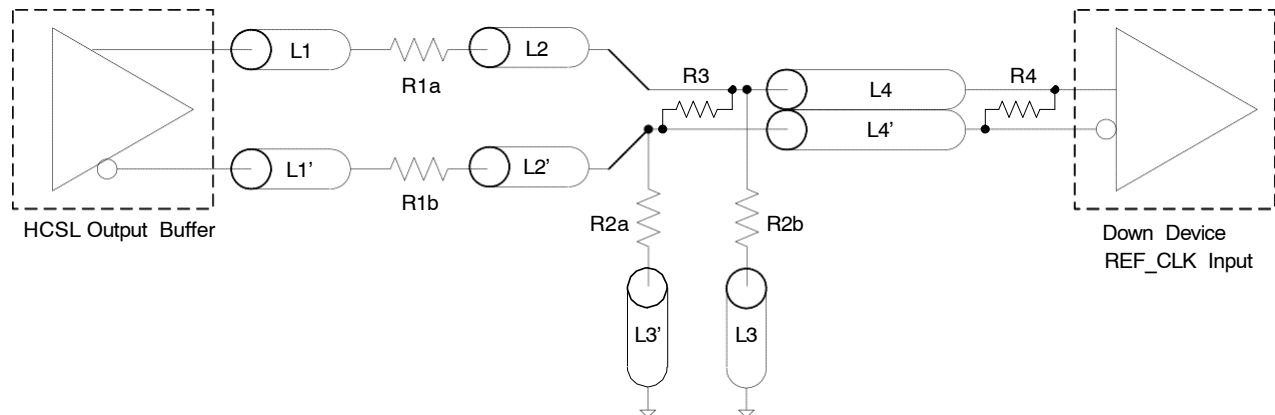 L1
R1a
L2
R3
L4
R4
L4'
L1'
R1b
L2'
HCSL Output Buffer
R2a
R2b
Down Device
REF_CLK Input
L3'
L3